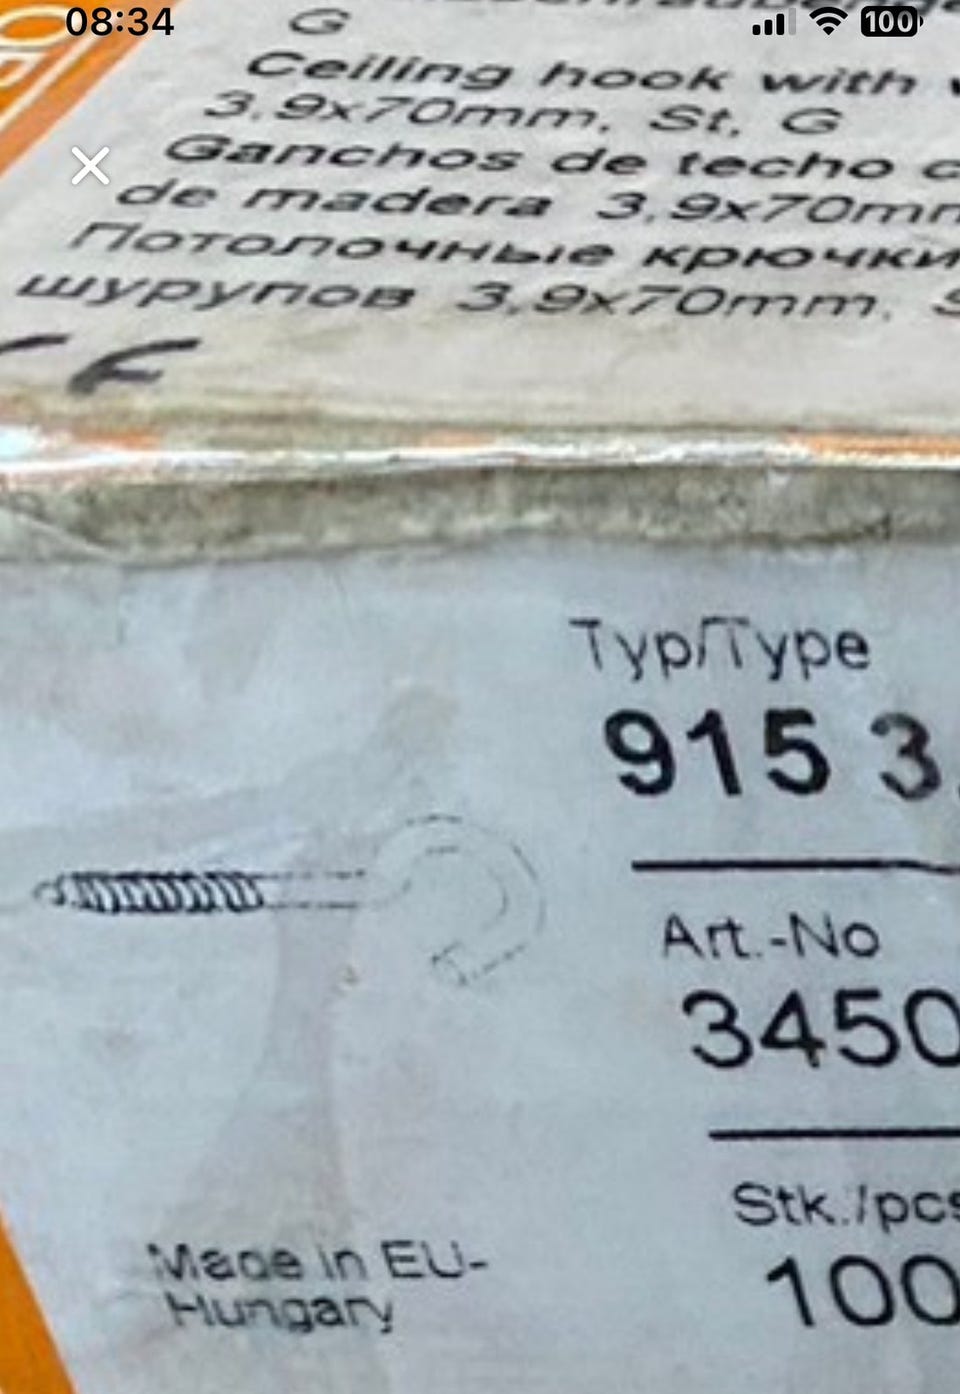 08:34
100
G
Ceiling hook with
3,9x70mm, St, G
Ganchos de techo
de madera 3,9x70mm
Потолочные крючки
шурупов 3,9x70mm,
CE
Typ/Type
915 3
Art.-No
3450
Stk./pcs
100
Made in EU-
Hungary